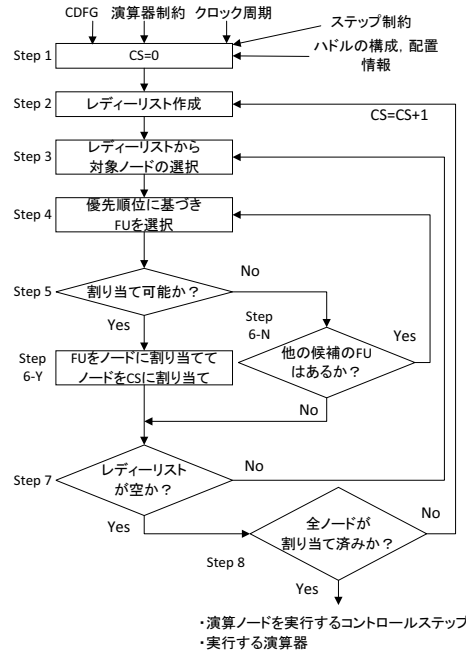 CDFG
演算器制約
クロック周期
ステップ制約
ハドルの構成, 配置
情報
Step 1
CS=0
Step 2
レディーリスト作成
CS=CS+1
Step 3
レディーリストから
対象ノードの選択
Step 4
優先順位に基づき
FUを選択
Step 5
割り当て可能か？
No
Yes
Step
6-N
Step
6-Y
FUをノードに割り当てて
ノードをCSに割り当て
他の候補のFU
はあるか？
Yes
No
Step 7
レディーリスト
が空か？
No
Yes
全ノードが
割り当て済みか？
No
Step 8
Yes
・演算ノードを実行するコントロールステップ
・実行する演算器